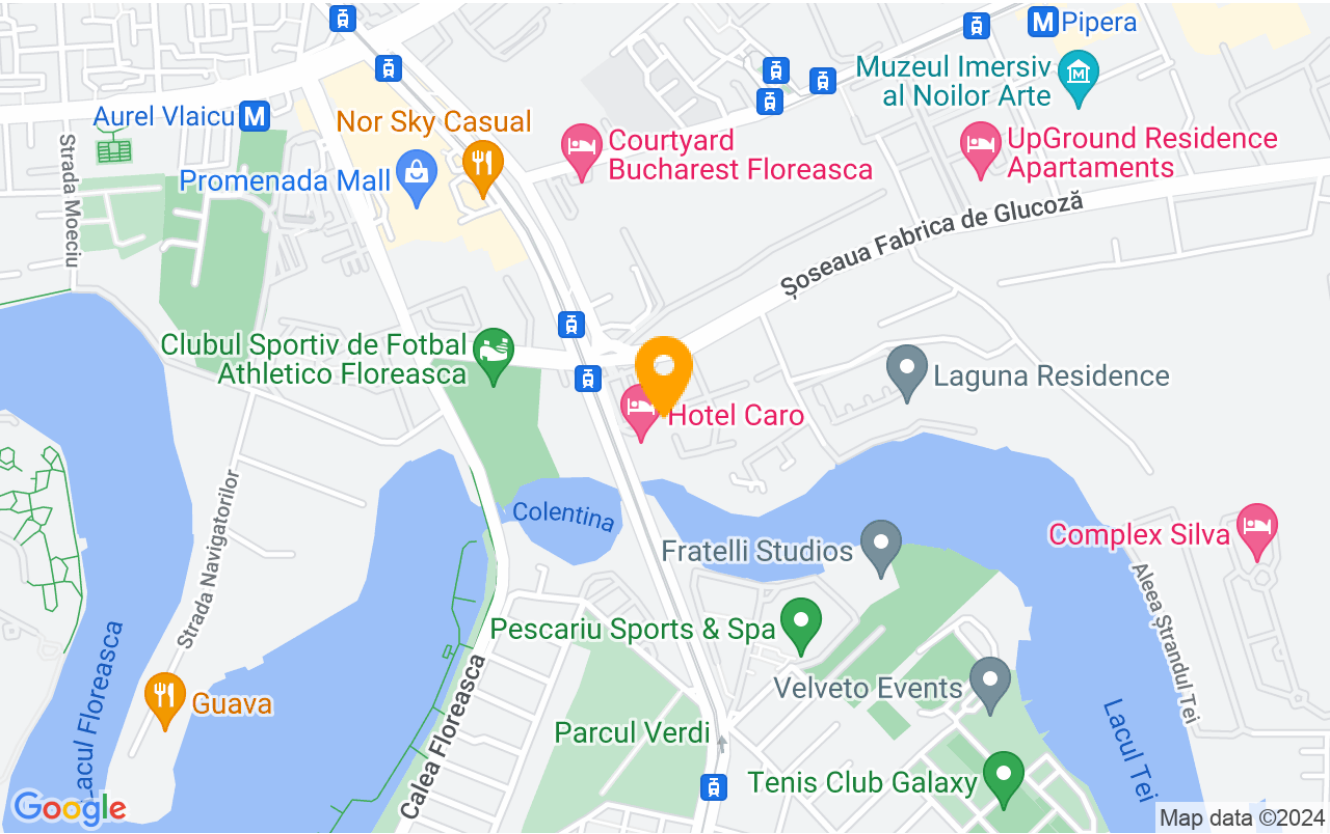 M Pipera
Muzeul Imersiv
al Noilor Arte
Aurel Vlaicu M
Nor Sky Casual
Courtyard
Bucharest Floreasca
UpGround Residence
Apartaments
Strada Moeciu
Promenada Mall
Șoseaua Fabrica de Glucoză
Clubul Sportiv de Fotbal
Athletico Floreasca
Laguna Residence
Hotel Caro
Colentina
Strada Navigatorilor
Fratelli Studios
Complex Silva
Aleea Ștrandul Tei
Pescariu Sports & Spa
Lacul Floreasca
Calea Floreasca
Guava
Velveto Events
Parcul Verdi
Lacul Tei
Tenis Club Galaxy
Google
Map data ©2024